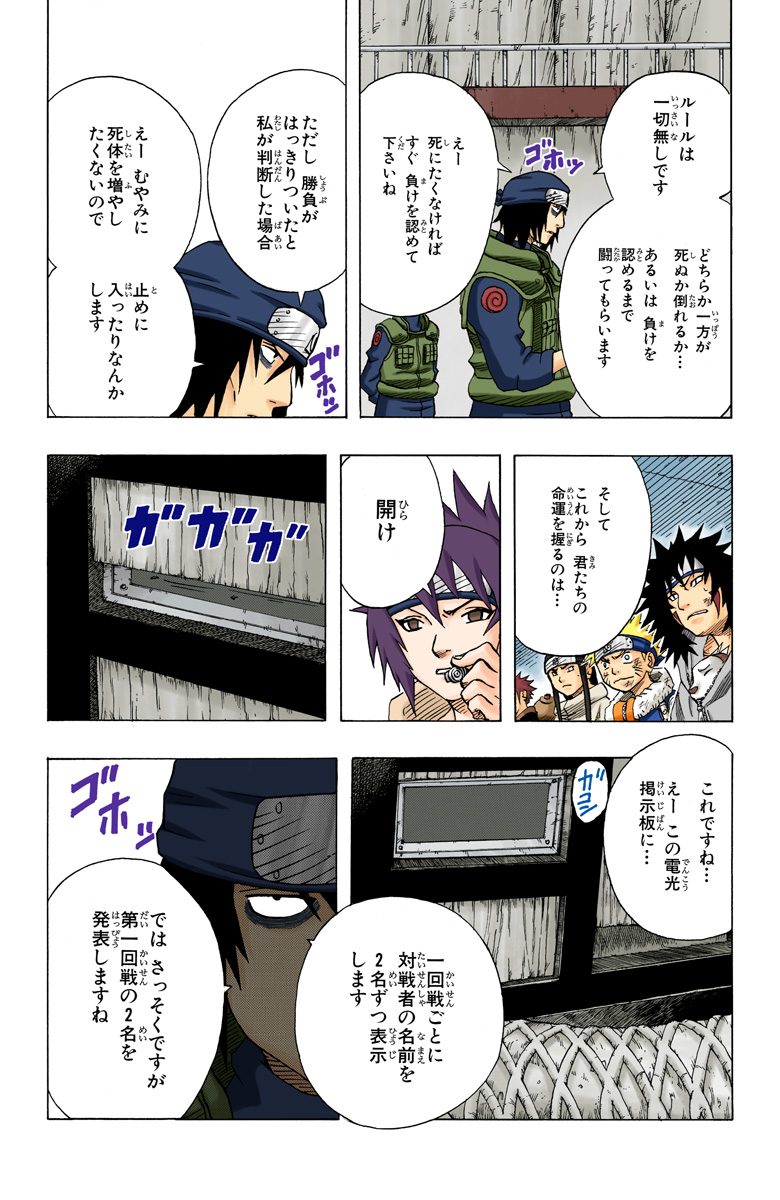 ルールは
一切無しです
どちらか一方が
死ぬか倒れるか…
あるいは 負けを
認めるまで
闘ってもらいます
えー
死にたくなければ
すぐ 負けを認めて
下さいね
ゴホッ
ただし 勝負が
はっきりついたと
私が判断した場合
えー むやみに
死体を増やし
たくないので
止めに
入ったりなんか
します
ゴホッ
そして
これから 君たちの
命運を握るのは…
開け
ガガガ
ガコン
これですね…
えー この電光
掲示板に…
一回戦ごとに
対戦者の名前を
2名ずつ表示
します
ゴホッ
では さっそくですが
第一回戦の2名を
発表しますね